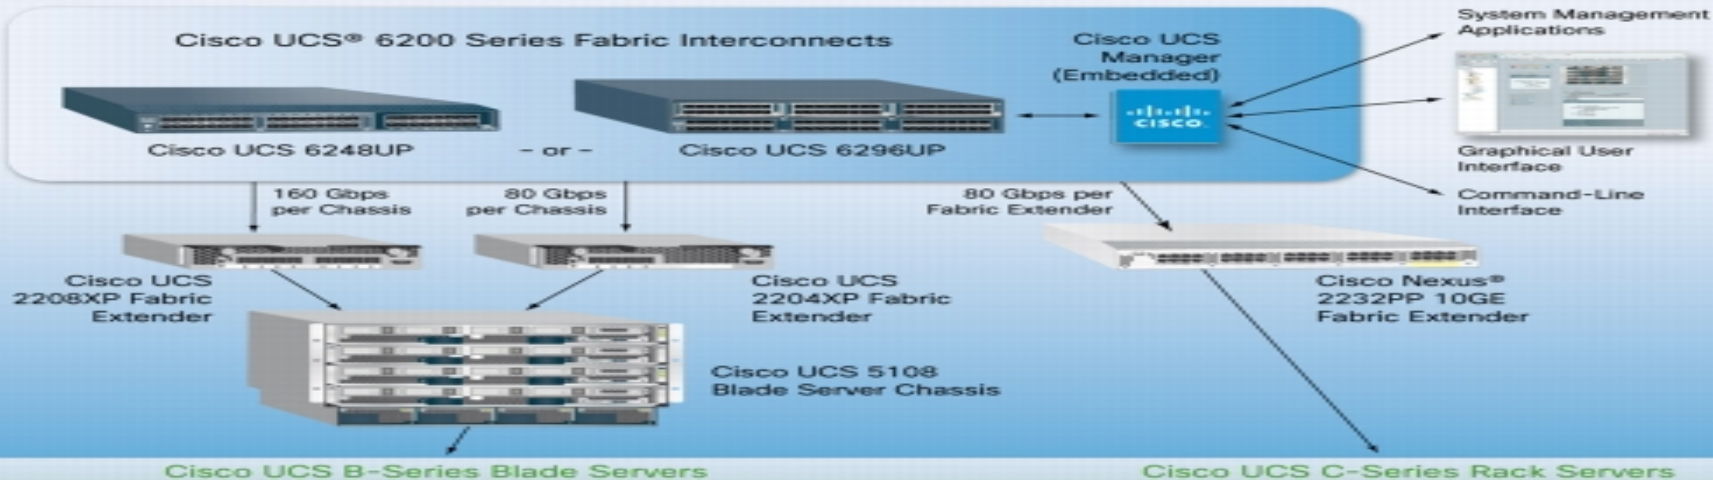 Cisco UCS® 6200 Series Fabric Interconnects
Cisco UCS
Manager
(Embedded)
System Management
Applications
CISCO
Cisco UCS 6248UP
- or -
Cisco UCS 6296UP
Graphical User
Interface
Command-Line
Interface
160 Gbps
per Chassis
80 Gbps
per Chassis
80 Gbps per
Fabric Extender
Cisco UCS
2208XP Fabric
Extender
Cisco UCS
2204XP Fabric
Extender
Cisco Nexus®
2232PP 10GE
Fabric Extender
Cisco UCS 5108
Blade Server Chassis
Cisco UCS B-Series Blade Servers
Cisco UCS C-Series Rack Servers